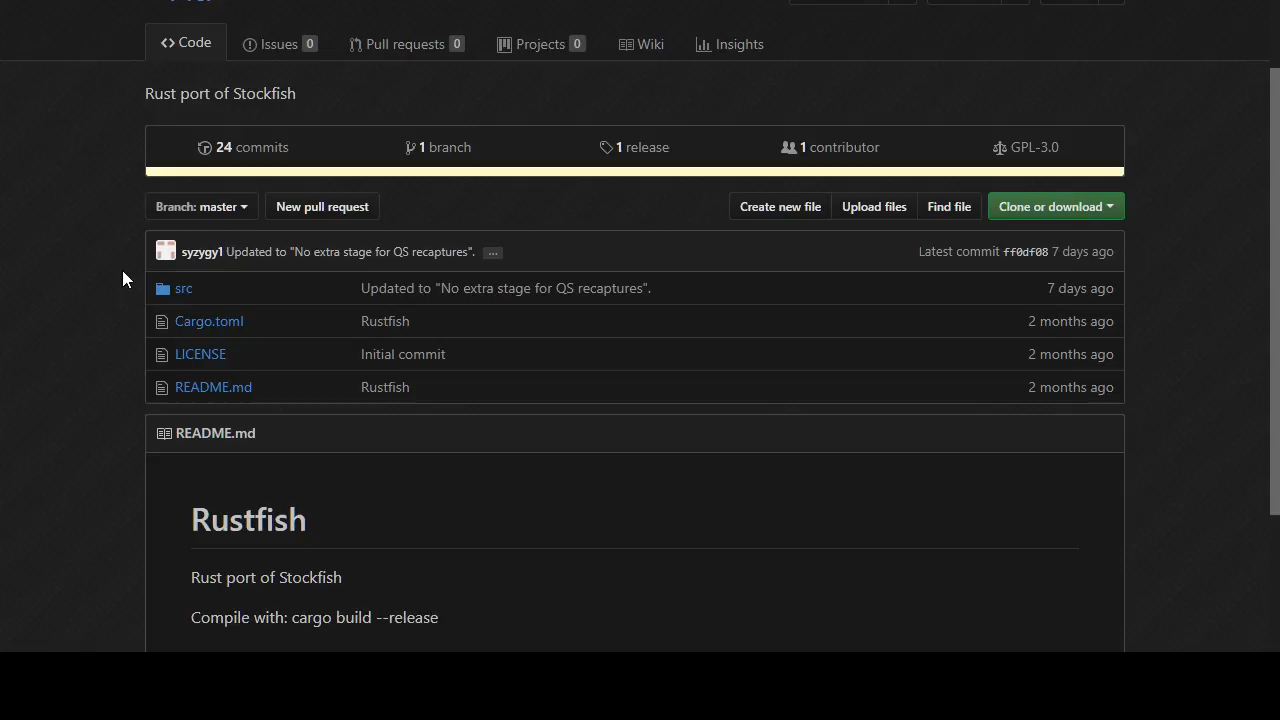 Code Issues 0 Pull requests 0 Projects 0 Wiki Insights
Rust port of Stockfish
24 commits 1 branch 1 release 1 contributor GPL-3.0
Branch: master New pull request Create new file Upload files Find file Clone or download
syzygy1 Updated to "No extra stage for QS recaptures". ... Latest commit ff0df08 7 days ago
src Updated to "No extra stage for QS recaptures". 7 days ago
Cargo.toml Rustfish 2 months ago
LICENSE Initial commit 2 months ago
README.md Rustfish 2 months ago
README.md
Rustfish
Rust port of Stockfish
Compile with: cargo build --release